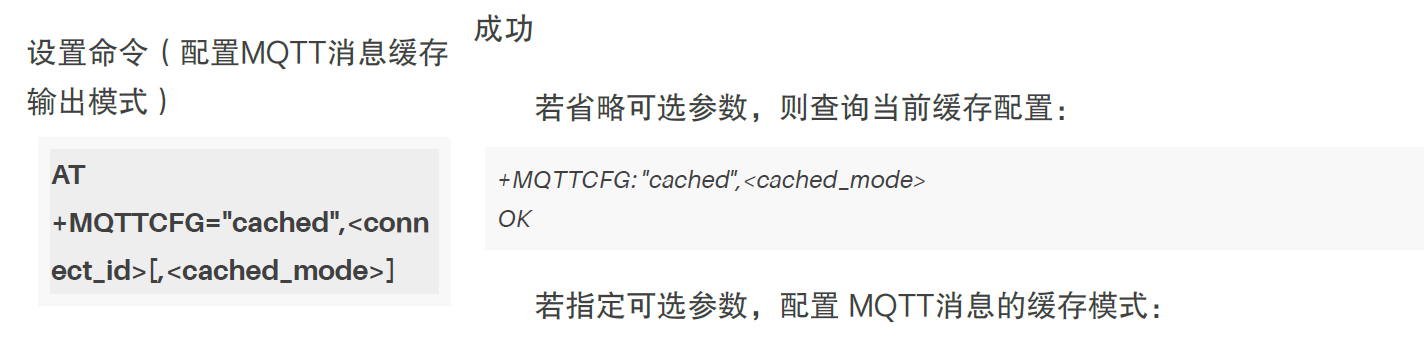 设置命令（配置MQTT消息缓存
输出模式）
AT
+MQTTCFG="cached",<conn
ect_id>[,<cached_mode>]
成功
若省略可选参数，则查询当前缓存配置：
+MQTTCFG: "cached",<cached_mode>
OK
若指定可选参数，配置 MQTT消息的缓存模式：